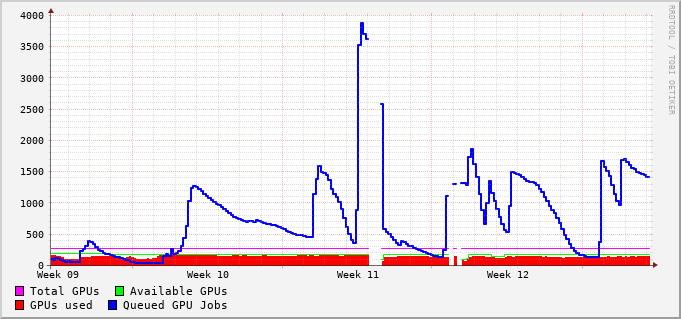 4000
3500
3000
2500
2000
1500
1000
500
0
Week 09 Week 10 Week 11 Week 12
Total GPUs Available GPUs
GPUs used Queued GPU Jobs
RRDTOOL / TOBI OETIKER